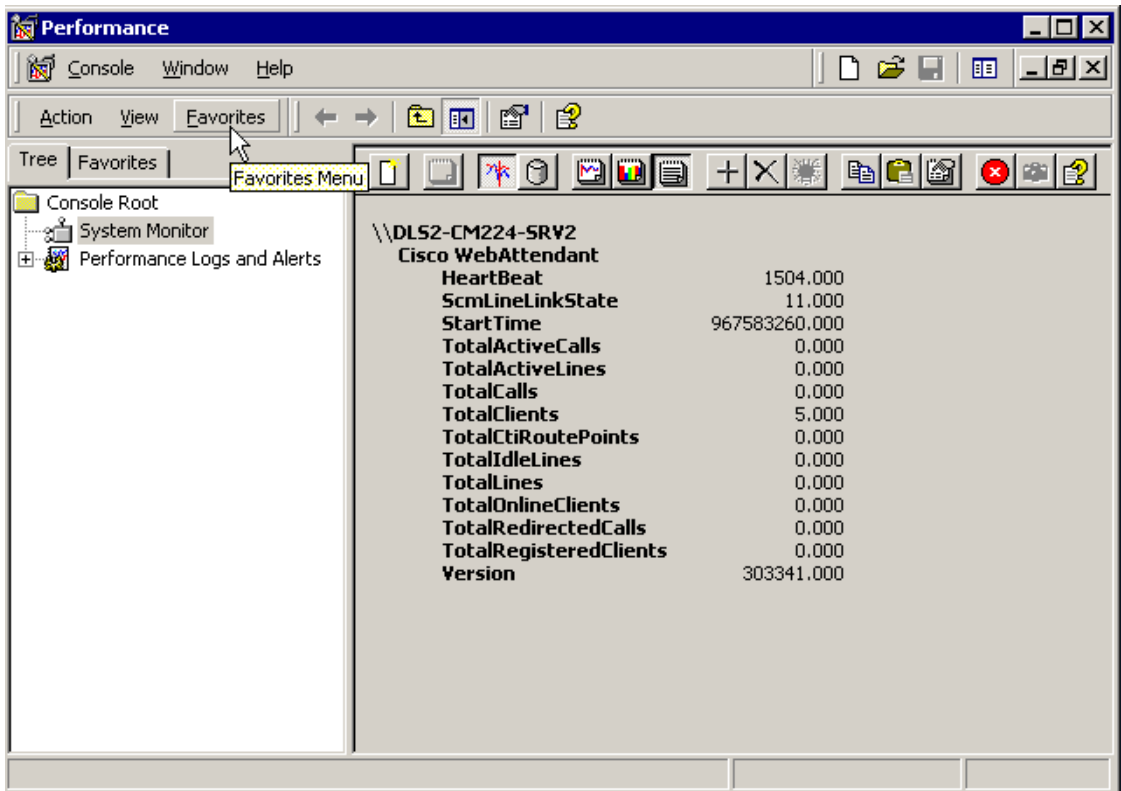 Performance
Console Window Help
Action View Favorites
Tree Favorites
Favorites Menu
Console Root
System Monitor
Performance Logs and Alerts
\\DLS2-CM224-SRV2
Cisco WebAttendant
HeartBeat 1504.000
ScmLineLinkState 11.000
StartTime 967583260.000
TotalActiveCalls 0.000
TotalActiveLines 0.000
TotalCalls 0.000
TotalClients 5.000
TotalCtiRoutePoints 0.000
TotalIdleLines 0.000
TotalLines 0.000
TotalOnlineClients 0.000
TotalRedirectedCalls 0.000
TotalRegisteredClients 0.000
Version 303341.000